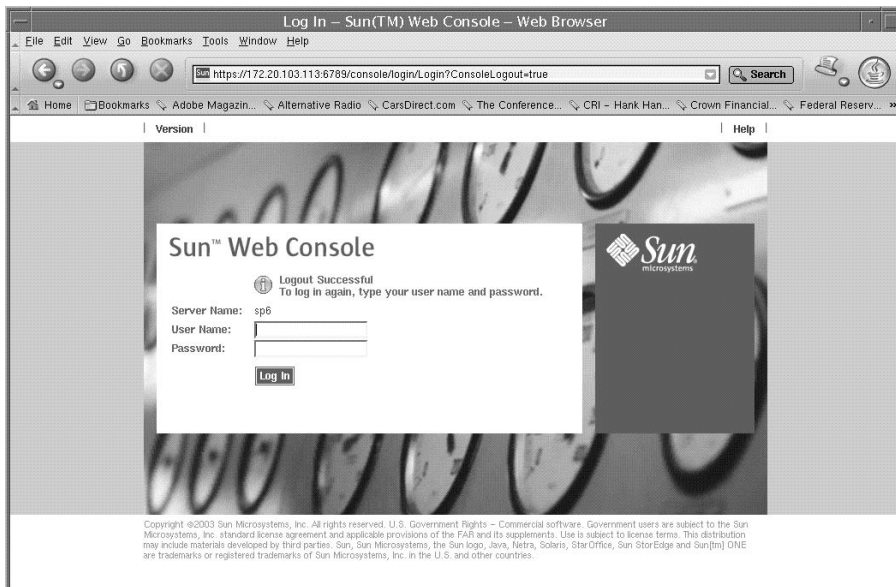 Log In – Sun(TM) Web Console – Web Browser
File Edit View Go Bookmarks Tools Window Help
Sun https://172.20.103.113:6789/console/login/Login?ConsoleLogout=true Search
Home Bookmarks Adobe Magazin... Alternative Radio CarsDirect.com The Conference... CRI – Hank Han... Crown Financial... Federal Reserv... »
Version Help
Sun™ Web Console
Sun
microsystems
Logout Successful
To log in again, type your user name and password.
Server Name: sp6
User Name:
Password:
Log In
Copyright ©2003 Sun Microsystems, Inc. All rights reserved. U.S. Government Rights – Commercial software. Government users are subject to the Sun
Microsystems, Inc. standard license agreement and applicable provisions of the FAR and its supplements. Use is subject to license terms. This distribution
may include materials developed by third parties. Sun, Sun Microsystems, the Sun logo, Java, Netra, Solaris, StarOffice, Sun StorEdge and Sun[tm] ONE
are trademarks or registered trademarks of Sun Microsystems, Inc. in the U.S. and other countries.